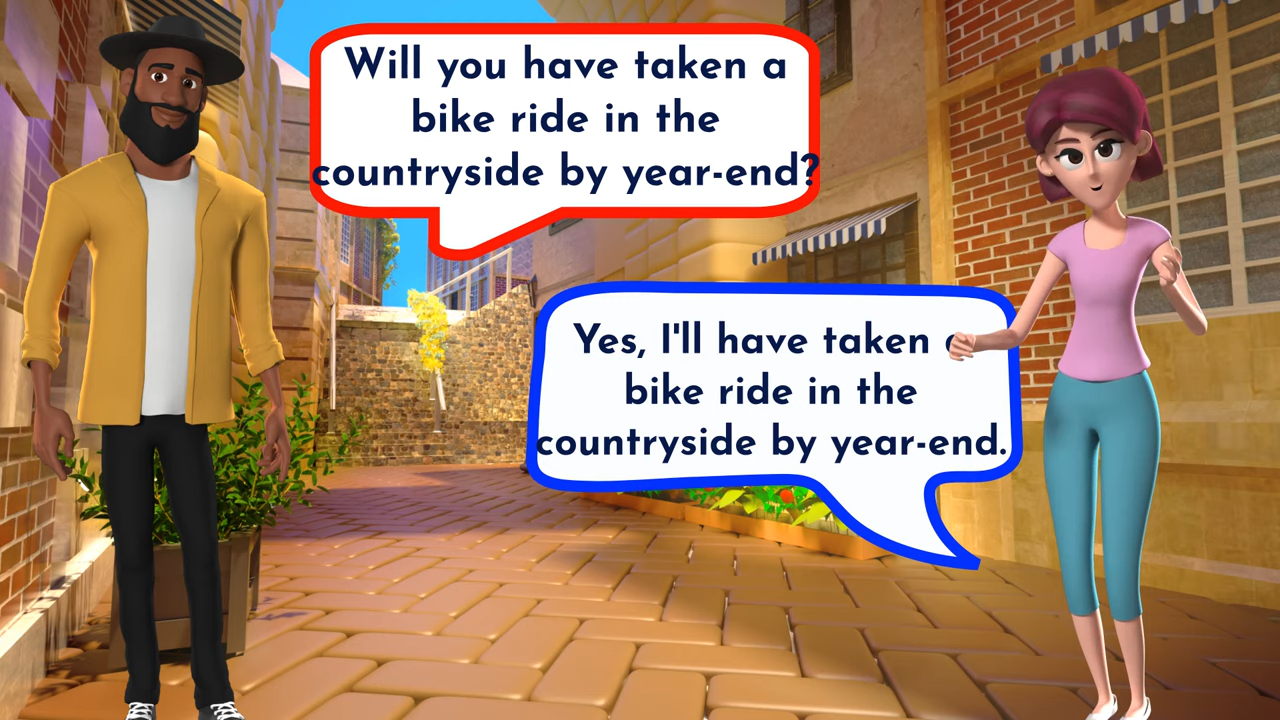 Will you have taken a
bike ride in the
countryside by year-end?
Yes, I'll have taken
bike ride in the
countryside by year-end.